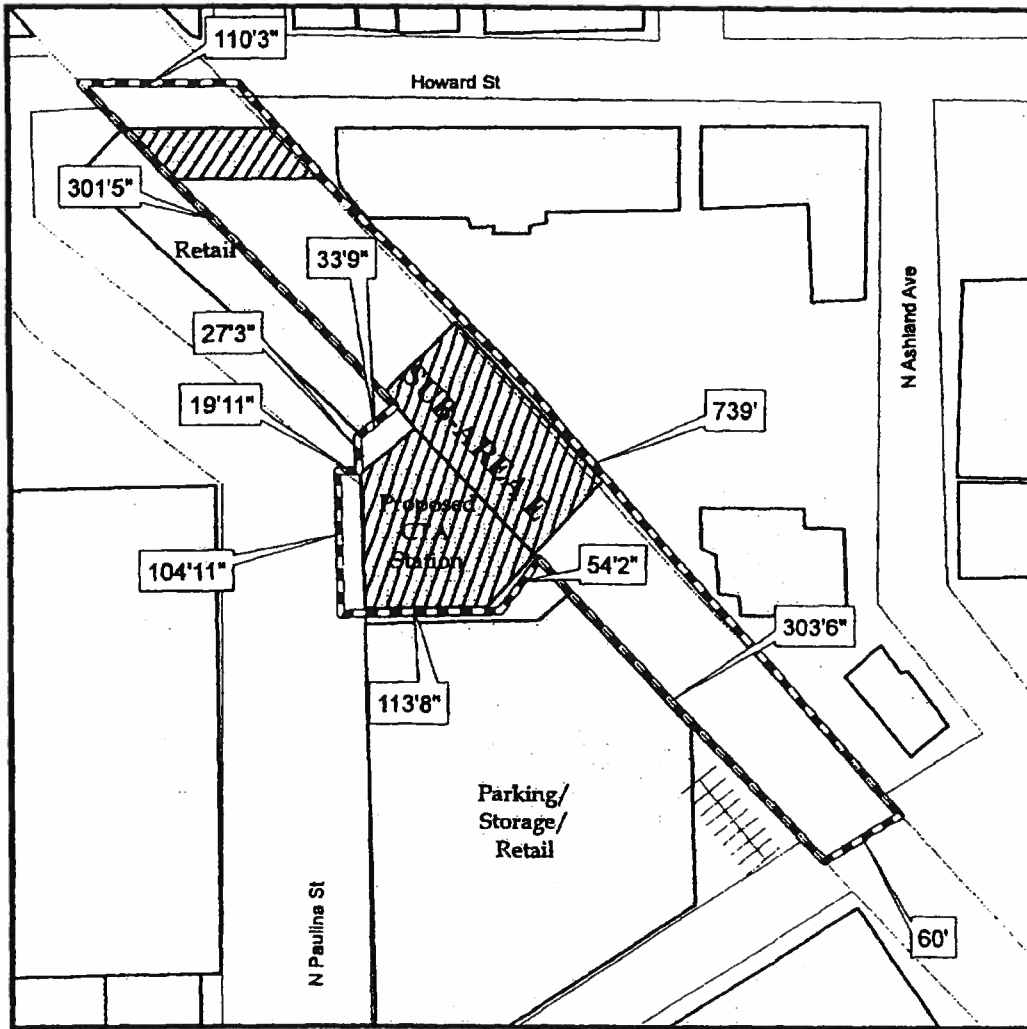 110'3"
Howard St
301'5"
Retail
33'9"
27'3"
N Ashland Ave
19'11"
739'
SUB-AREA E
Proposed
CTA
Station
104'11"
54'2"
303'6"
113'8"
Parking/
Storage/
Retail
N Paulina St
60'